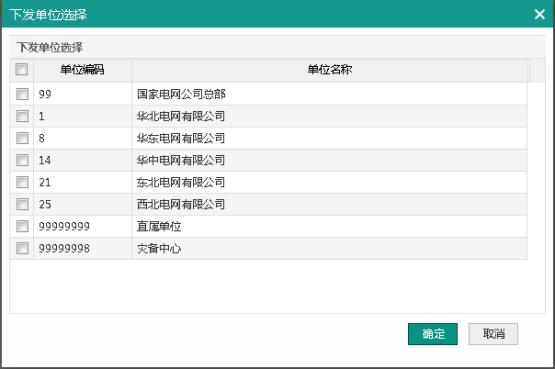 下发单位选择
下发单位选择
单位编码 单位名称
99 国家电网公司总部
1 华北电网有限公司
8 华东电网有限公司
14 华中电网有限公司
21 东北电网有限公司
25 西北电网有限公司
99999999 直属单位
99999998 灾备中心
确定 取消